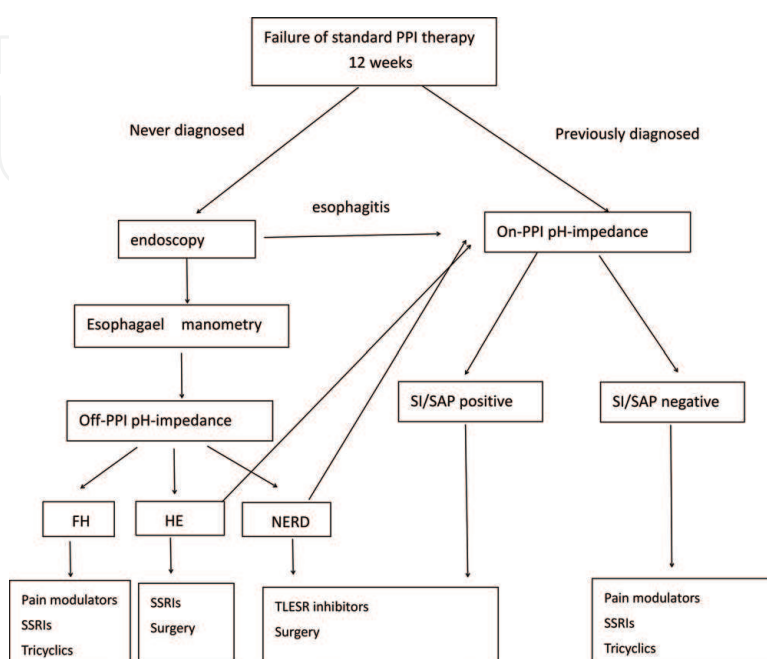 Failure of standard PPI therapy
12 weeks
Never diagnosed
Previously diagnosed
esophagitis
endoscopy
On-PPI pH-impedance
Esophagael manometry
SI/SAP positive
SI/SAP negative
Off-PPI pH-impedance
FH
HE
NERD
Pain modulators
SSRIs
Tricyclics
SSRIs
Surgery
TLESR inhibitors
Surgery
Pain modulators
SSRIs
Tricyclics